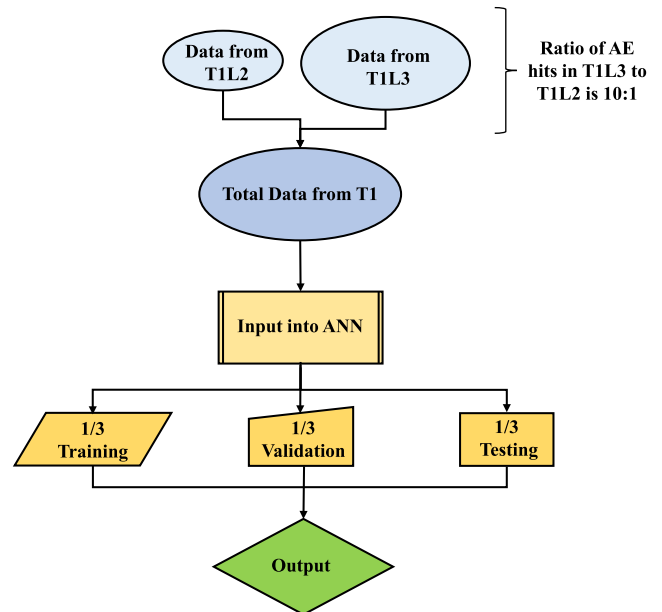 Data from
T1L2
Data from
T1L3
Ratio of AE
hits in T1L3 to
T1L2 is 10:1
Total Data from T1
Input into ANN
1/3
Training
1/3
Validation
1/3
Testing
Output